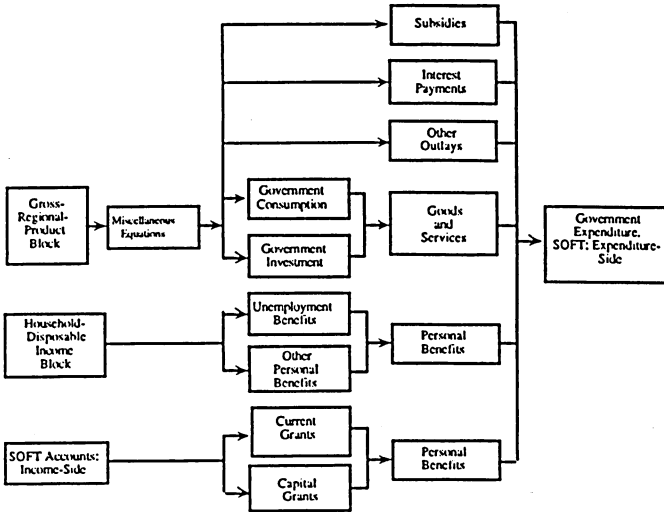 Subsidies
Interest
Payments
Other
Outlays
Gross-
Regional-
Product
Block
Miscellaneous
Equations
Government
Consumption
Government
Investment
Goods
and
Services
Government
Expenditure.
SOFT: Expenditure-
Side
Household-
Disposable
Income
Block
Unemployment
Benefits
Other
Personal
Benefits
Personal
Benefits
SOFT Accounts:
Income-Side
Current
Grants
Capital
Grants
Personal
Benefits